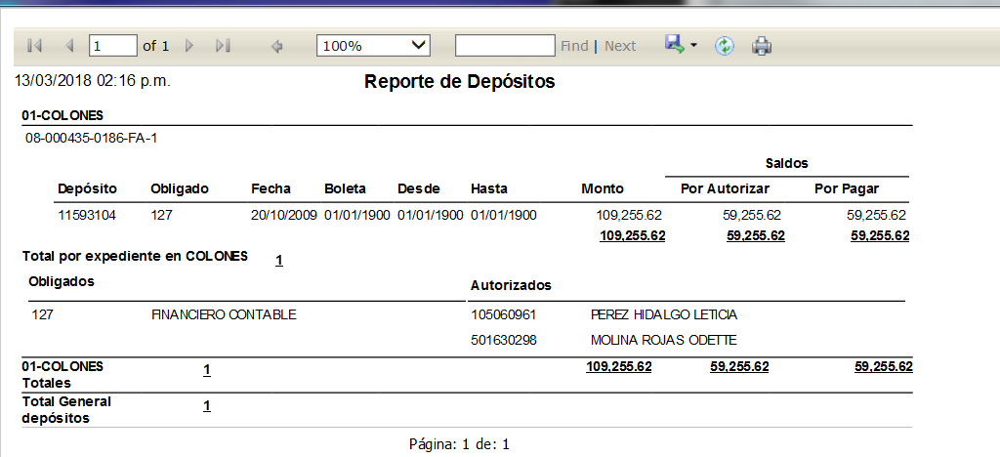 1 of 1 100% Find | Next
13/03/2018 02:16 p.m. Reporte de Depósitos
01-COLONES
08-000435-0186-FA-1
Saldos
Depósito Obligado Fecha Boleta Desde Hasta Monto Por Autorizar Por Pagar
11593104 127 20/10/2009 01/01/1900 01/01/1900 01/01/1900 109,255.62 59,255.62 59,255.62
109,255.62 59,255.62 59,255.62
Total por expediente en COLONES 1
Obligados Autorizados
127 FINANCIERO CONTABLE 105060961 PEREZ HIDALGO LETICIA
501630298 MOLINA ROJAS ODETTE
01-COLONES 1 109,255.62 59,255.62 59,255.62
Totales
Total General 1
depósitos
Página: 1 de: 1